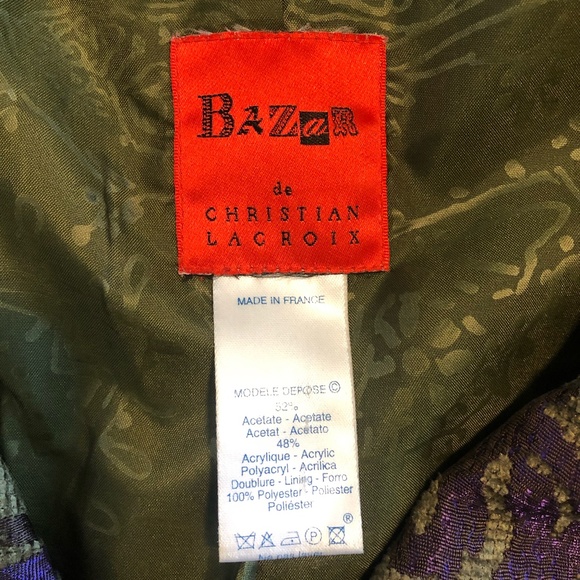 BAZaR
de
CHRISTIAN
LACROIX
MADE IN FRANCE
MODELE DEPOSE ©
52%
Acetate - Acetate
Acetat - Acetato
48%
Acrylique - Acrylic
Polyacryl - Acrilica
Doublure - Lining - Forro
100% Polyester - Poliester
Poliéster
®
P